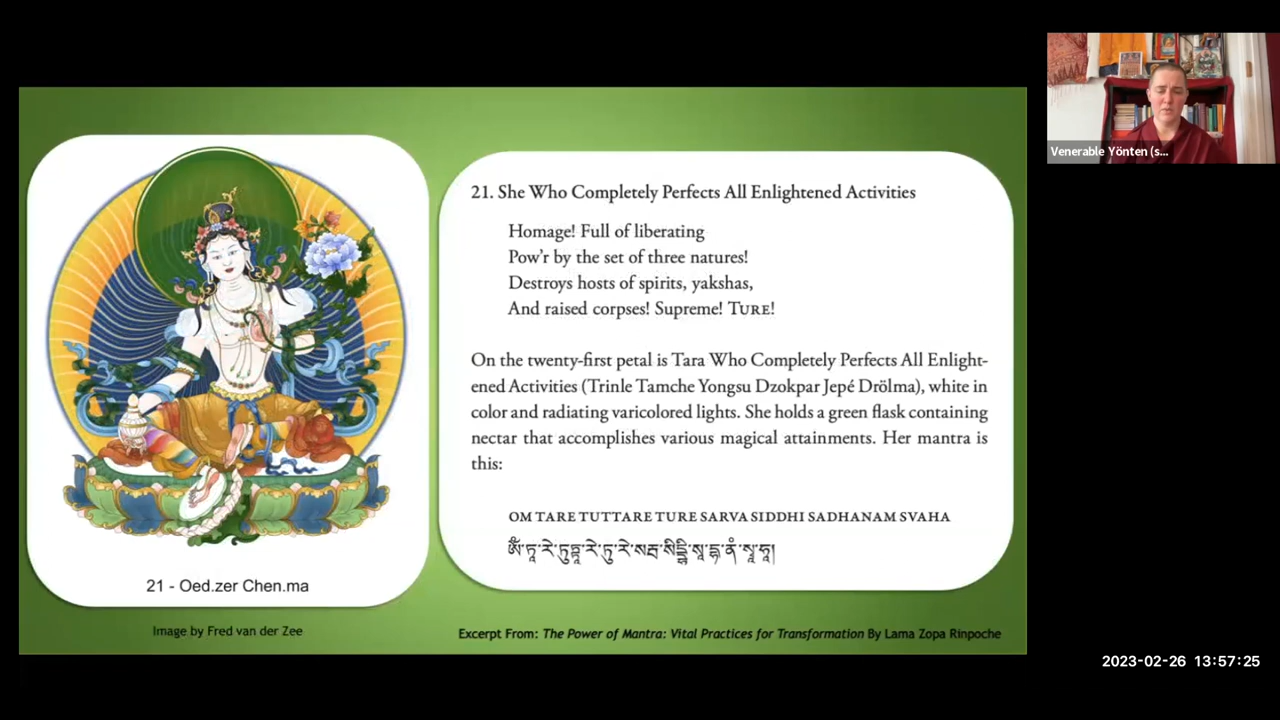 21. She Who Completely Perfects All Enlightened Activities
Homage! Full of liberating
Pow'r by the set of three natures!
Destroys hosts of spirits, yakshas,
And raised corpses! Supreme! TURE!
On the twenty-first petal is Tara Who Completely Perfects All Enlight-
ened Activities (Trinle Tamche Yongsu Dzokpar Jepé Drölma), white in
color and radiating varicolored lights. She holds a green flask containing
nectar that accomplishes various magical attainments. Her mantra is
this:
OM TARE TUTTARE TURE SARVA SIDDHI SADHANAM SVAHA
ༀ་ཏཱ་རེ་ཏུཏྟཱ་རེ་ཏུ་རེ་སརྦ་སིདྡྷི་སཱ་དྷ་ནཾ་སྭཱ་ཧཱ།
21 - Oed.zer Chen.ma
Image by Fred van der Zee
Excerpt From: The Power of Mantra: Vital Practices for Transformation By Lama Zopa Rinpoche
Venerable Yönten (s...
2023-02-26 13:57:25